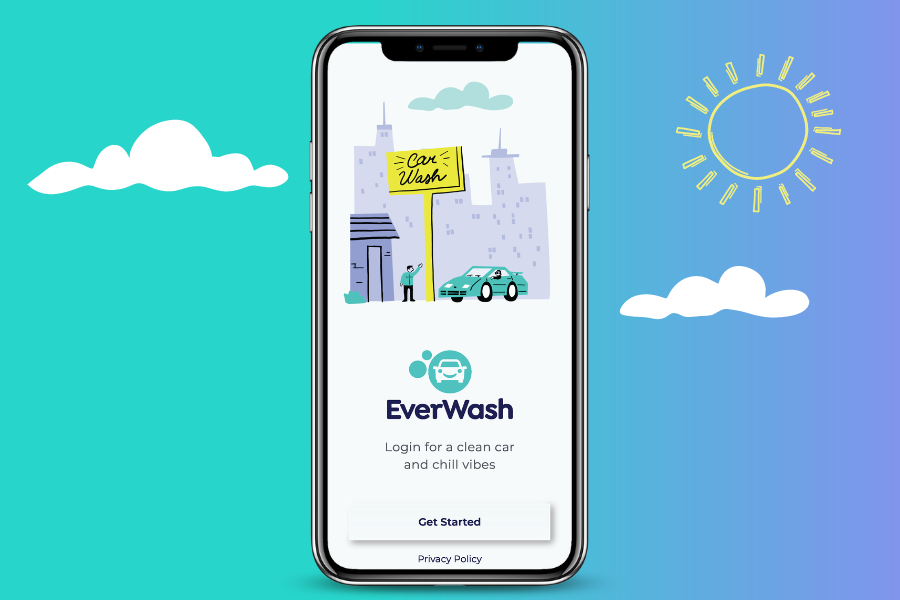 Car
Wash
EverWash
Login for a clean car
and chill vibes
Get Started
Privacy Policy